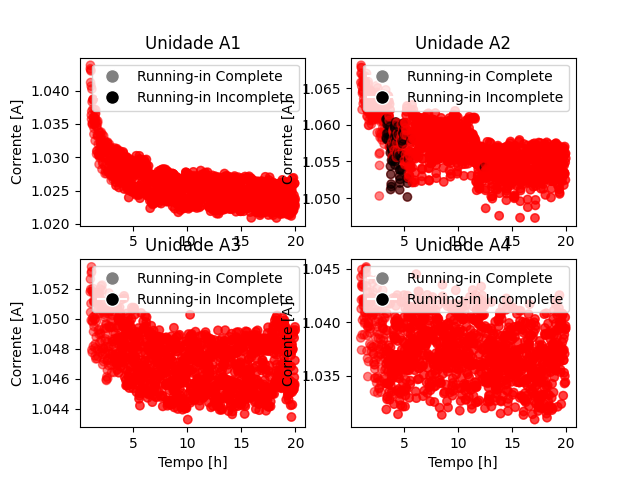 Unidade A1
Corrente [A]
1.040
1.035
1.030
1.025
1.020
5
10
15
20
Running-in Complete
Running-in Incomplete
Unidade A2
Corrente [A]
1.065
1.060
1.055
1.050
5
10
15
20
Running-in Complete
Running-in Incomplete
Unidade A3
Corrente [A]
1.052
1.050
1.048
1.046
1.044
5
10
15
20
Tempo [h]
Running-in Complete
Running-in Incomplete
Unidade A4
Corrente [A]
1.045
1.040
1.035
5
10
15
20
Tempo [h]
Running-in Complete
Running-in Incomplete